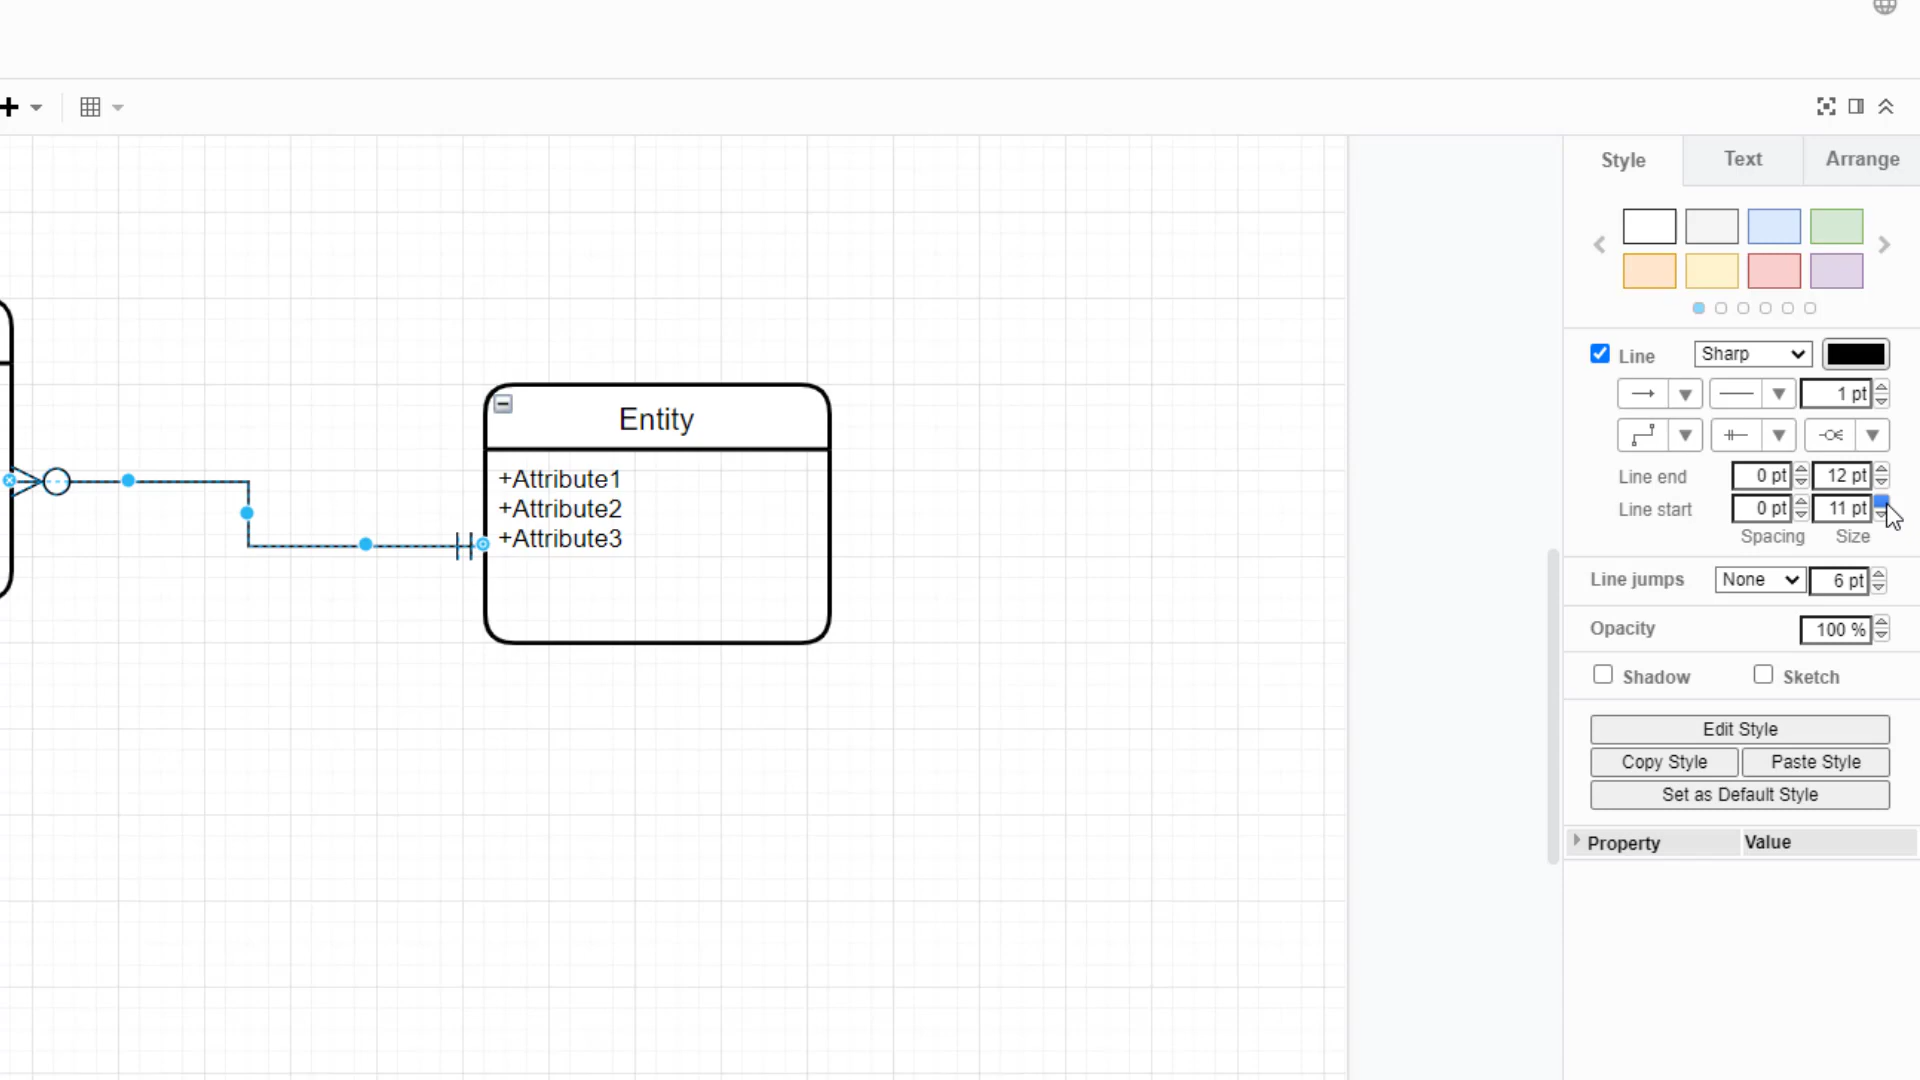 Style
Text
Arrange
Line
Sharp
1 pt
Line end
0 pt
12 pt
Line start
0 pt
11 pt
Spacing
Size
Line jumps
None
6 pt
Opacity
100 %
Shadow
Sketch
Edit Style
Copy Style
Paste Style
Set as Default Style
Property
Value
Entity
+Attribute1
+Attribute2
+Attribute3